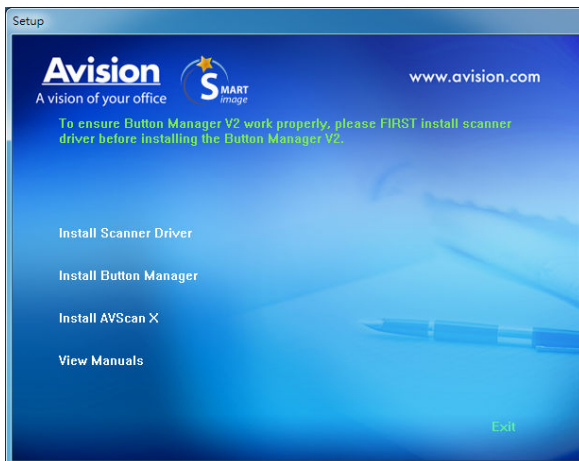 Setup
Avision
A vision of your office
SMART
image
www.avision.com
To ensure Button Manager V2 work properly, please FIRST install scanner
driver before installing the Button Manager V2.
Install Scanner Driver
Install Button Manager
Install AVScan X
View Manuals
Exit